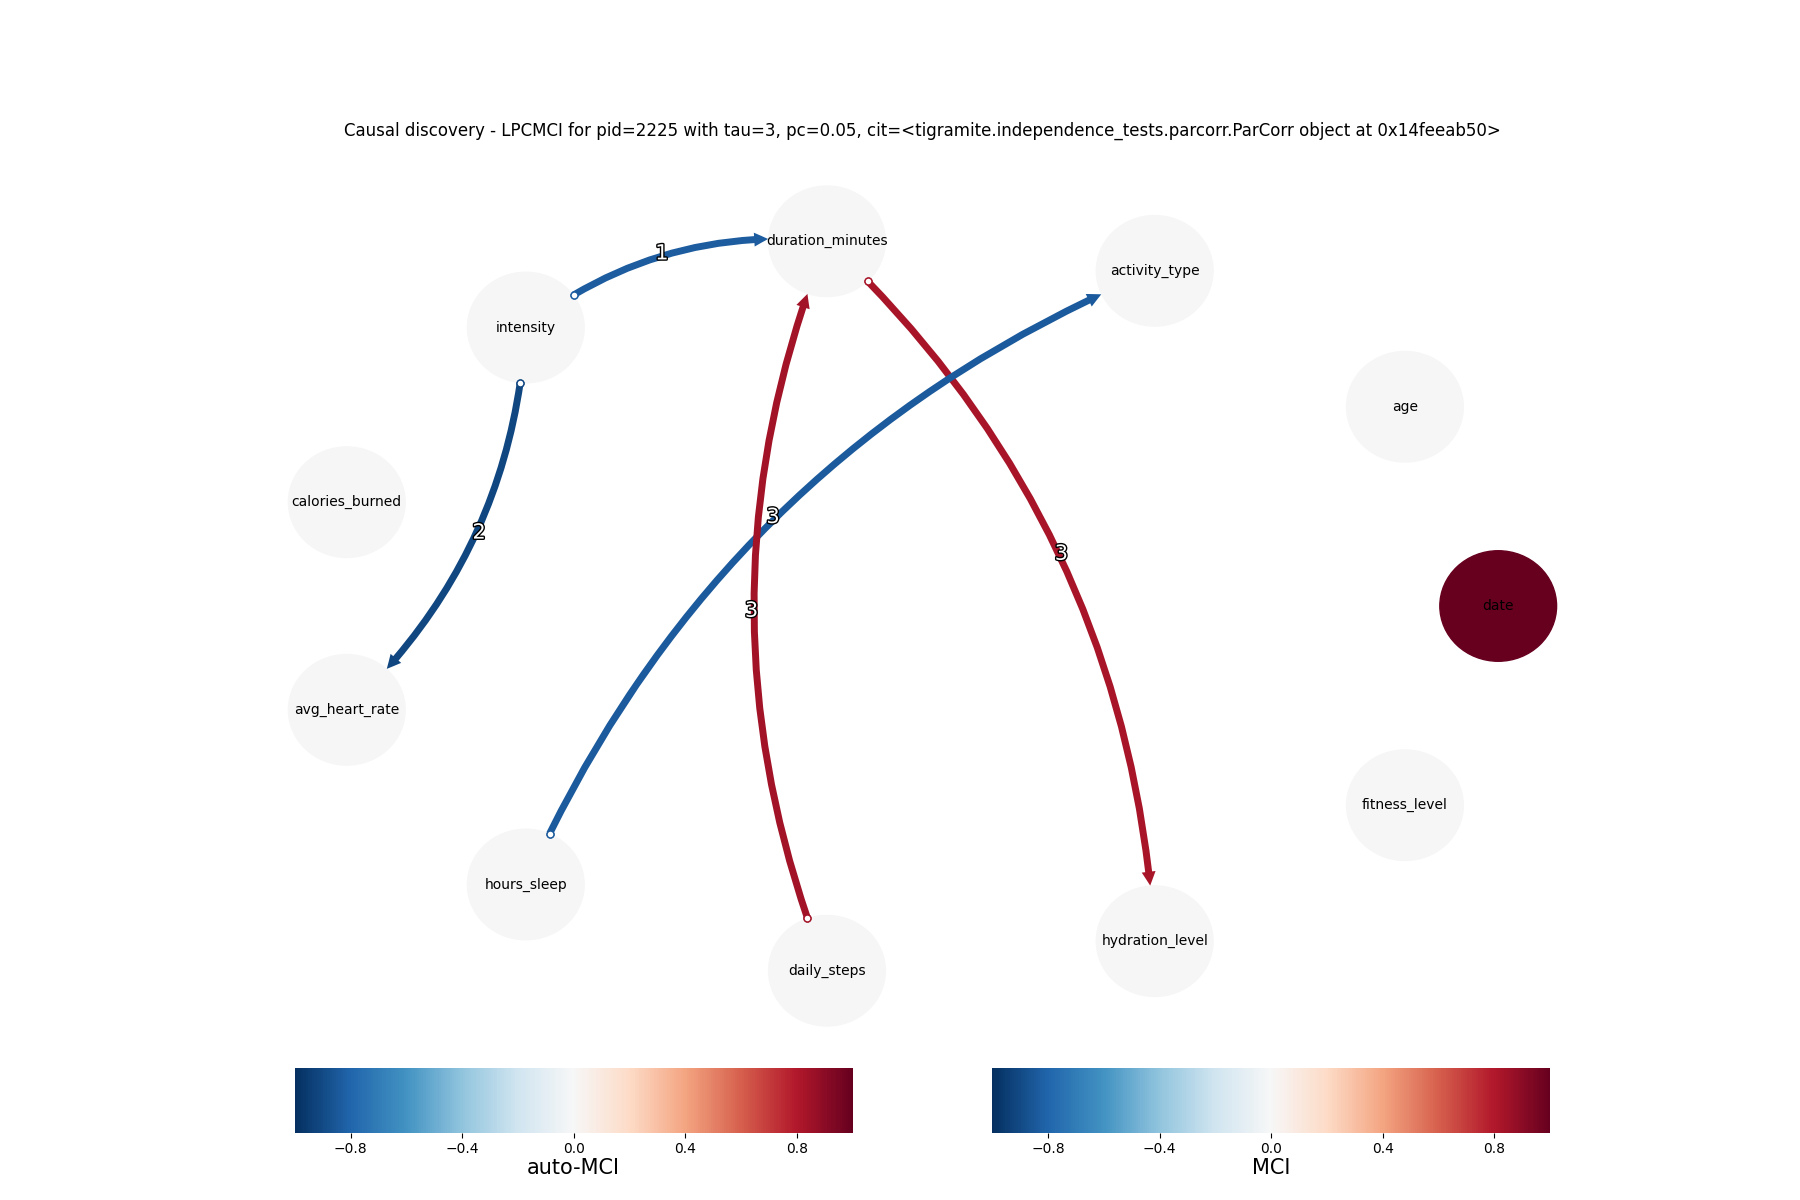 Causal discovery - LPCMCI for pid=2225 with tau=3, pc=0.05, cit=<tigramite.independence_tests.parcorr.ParCorr object at 0x14feeab50>
duration_minutes
1
activity_type
intensity
age
calories_burned
3
2
3
date
3
avg_heart_rate
fitness_level
hours_sleep
hydration_level
daily_steps
−0.8 −0.4 0.0 0.4 0.8
auto-MCI
−0.8 −0.4 0.0 0.4 0.8
MCI